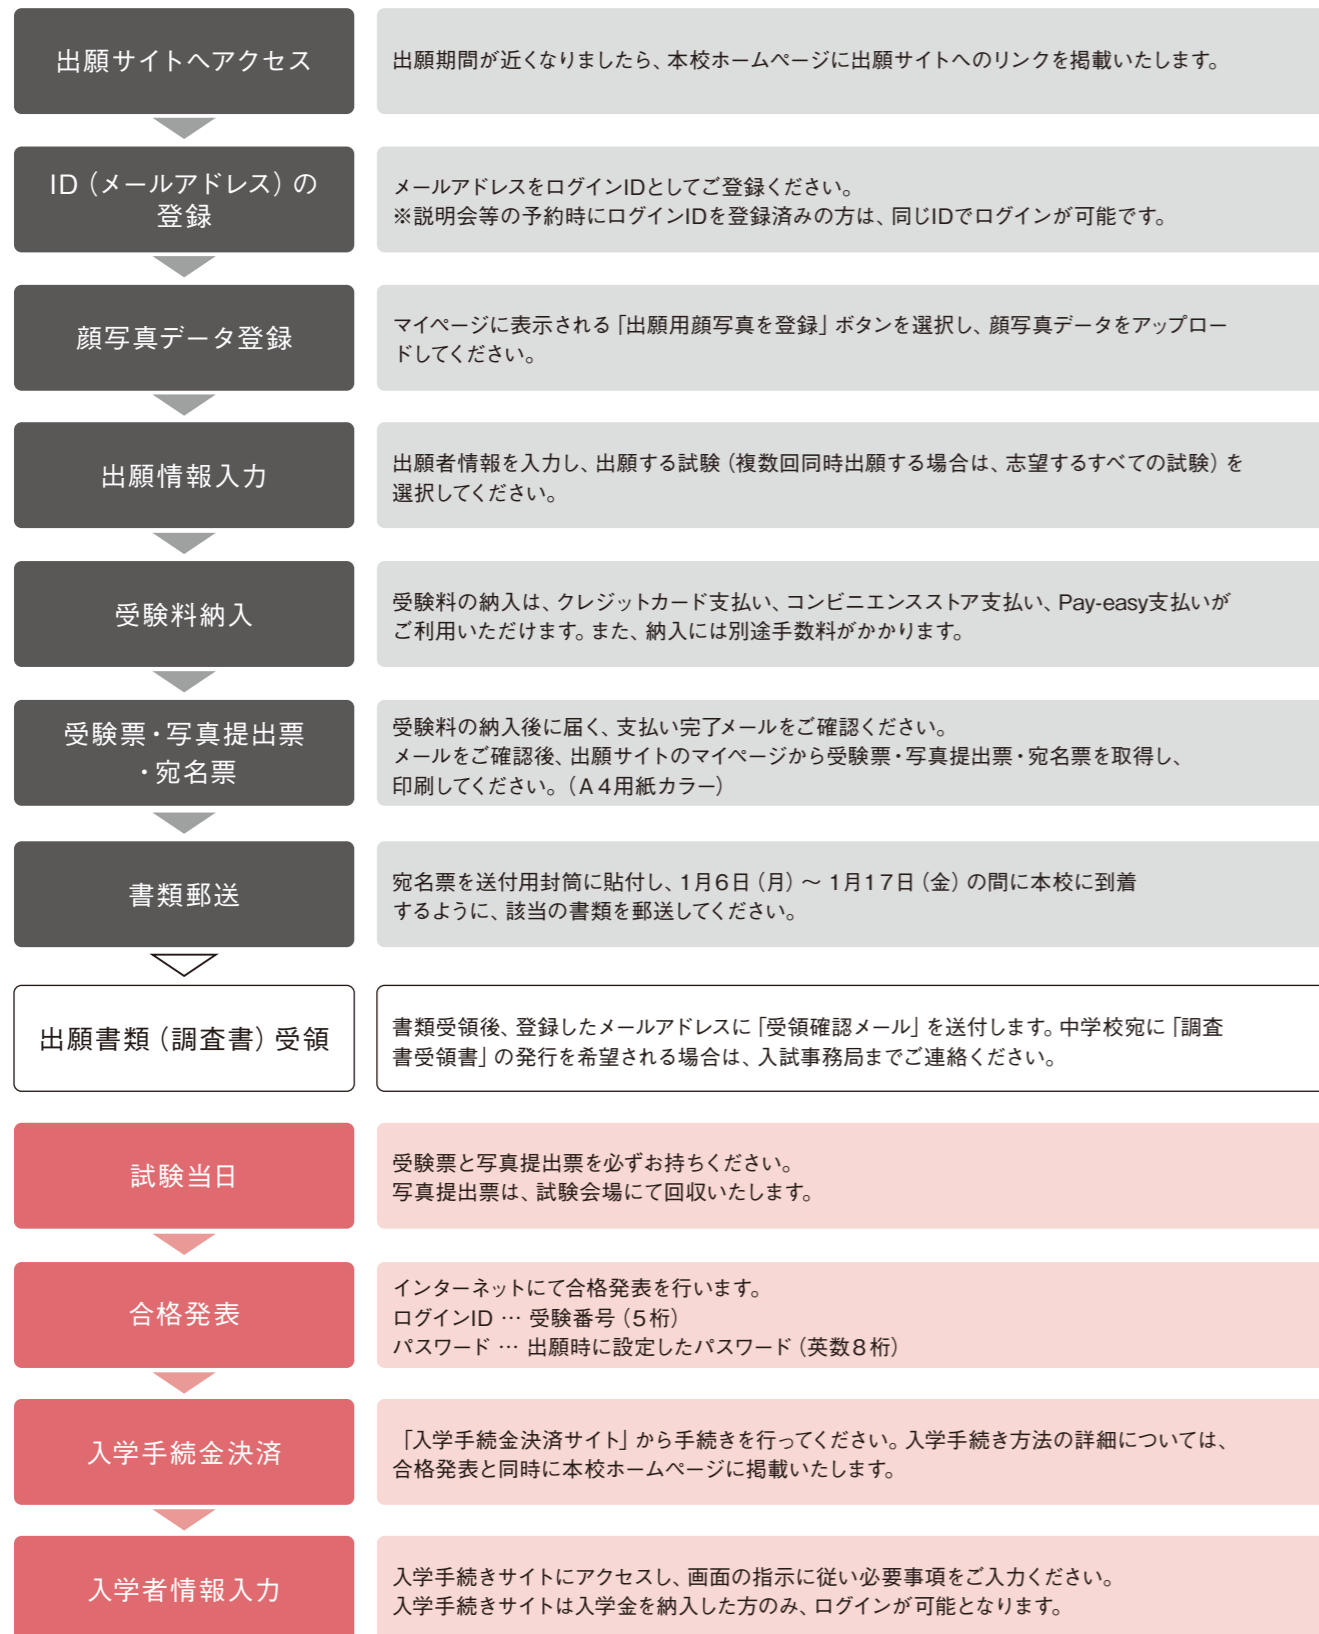 出願サイトへアクセス
出願期間が近くなりましたら、本校ホームページに出願サイトへのリンクを掲載いたします。
ID（メールアドレス）の
登録
メールアドレスをログインIDとしてご登録ください。
※説明会等の予約時にログインIDを登録済みの方は、同じIDでログインが可能です。
顔写真データ登録
マイページに表示される「出願用顔写真を登録」ボタンを選択し、顔写真データをアップロー
ドしてください。
出願情報入力
出願者情報を入力し、出願する試験（複数回同時出願する場合は、志望するすべての試験）を
選択してください。
受験料納入
受験料の納入は、クレジットカード支払い、コンビニエンスストア支払い、Pay-easy支払いが
ご利用いただけます。また、納入には別途手数料がかかります。
受験票・写真提出票
・宛名票
受験料の納入後に届く、支払い完了メールをご確認ください。
メールをご確認後、出願サイトのマイページから受験票・写真提出票・宛名票を取得し、
印刷してください。（A４用紙カラー）
書類郵送
宛名票を送付用封筒に貼付し、1月6日（月）～ 1月17日（金）の間に本校に到着
するように、該当の書類を郵送してください。
出願書類（調査書）受領
書類受領後、登録したメールアドレスに「受領確認メール」を送付します。中学校宛に「調査
書受領書」の発行を希望される場合は、入試事務局までご連絡ください。
試験当日
受験票と写真提出票を必ずお持ちください。
写真提出票は、試験会場にて回収いたします。
合格発表
インターネットにて合格発表を行います。
ログインID … 受験番号（5桁）
パスワード … 出願時に設定したパスワード（英数8桁）
入学手続金決済
「入学手続金決済サイト」から手続きを行ってください。入学手続き方法の詳細については、
合格発表と同時に本校ホームページに掲載いたします。
入学者情報入力
入学手続きサイトにアクセスし、画面の指示に従い必要事項をご入力ください。
入学手続きサイトは入学金を納入した方のみ、ログインが可能となります。